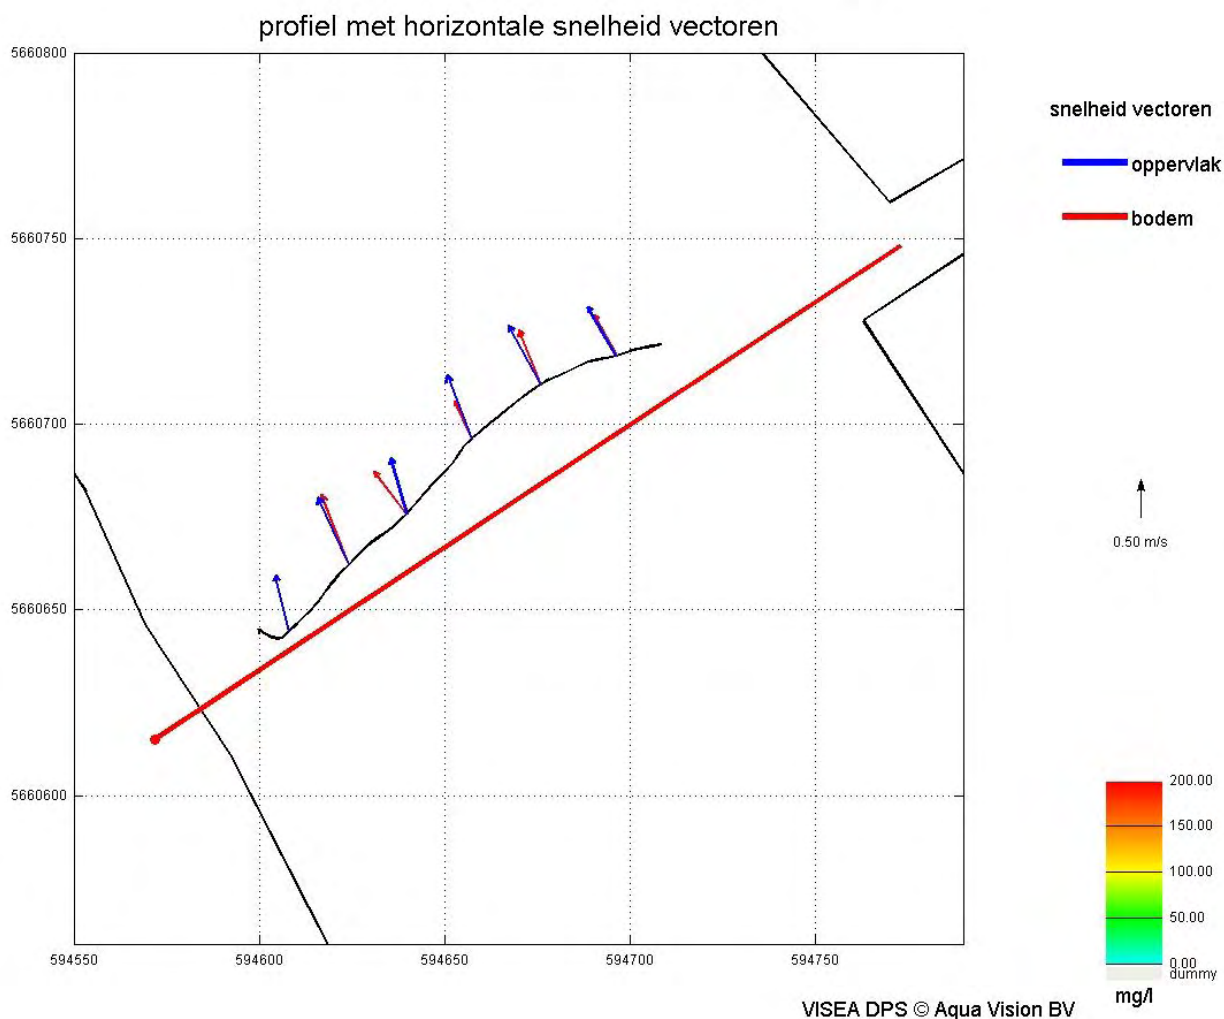 profiel met horizontale snelheid vectoren
5660800
5660750
5660700
5660650
5660600
594550
594600
594650
594700
594750
snelheid vectoren
oppervlak
bodem
0.50 m/s
200.00
150.00
100.00
50.00
0.00
dummy
mg/l
VISEA DPS © Aqua Vision BV